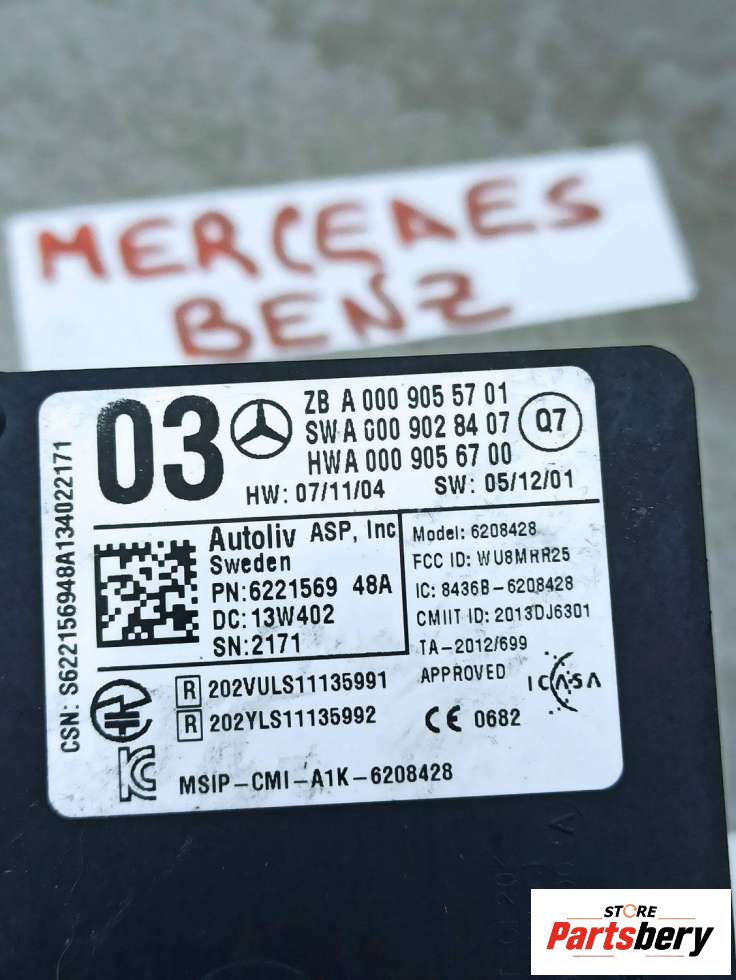 MERCEDES
BENZ
03
ZB A 000 905 57 01
SW A 000 902 84 07
HWA 000 905 67 00
Q7
HW: 07/11/04 SW: 05/12/01
CSN: S622156948A134022171
Autoliv ASP, Inc
Sweden
PN:6221569 48A
DC:13W402
SN:2171
Model: 6208428
FCC ID: WU8MRR25
IC: 8436B-6208428
CMIIT ID: 2013DJ6301
TA-2012/699
APPROVED
ICASA
R 202VULS11135991
R 202YLS11135992
CE 0682
MSIP-CMI-A1K-6208428
STORE
Partsbery